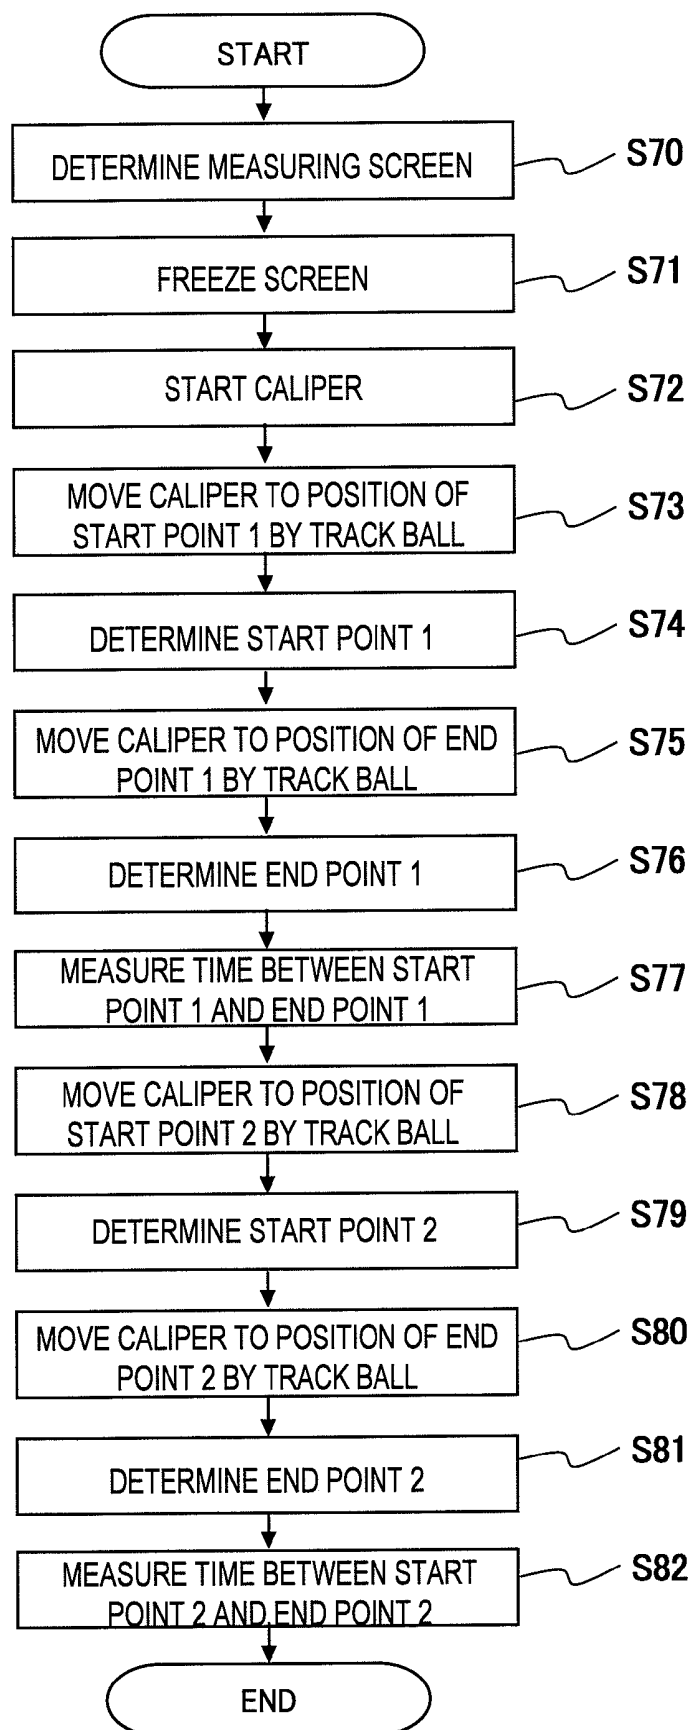 START
DETERMINE MEASURING SCREEN
S70
FREEZE SCREEN
S71
START CALIPER
S72
MOVE CALIPER TO POSITION OF
START POINT 1 BY TRACK BALL
S73
DETERMINE START POINT 1
S74
MOVE CALIPER TO POSITION OF END
POINT 1 BY TRACK BALL
S75
DETERMINE END POINT 1
S76
MEASURE TIME BETWEEN START
POINT 1 AND END POINT 1
S77
MOVE CALIPER TO POSITION OF
START POINT 2 BY TRACK BALL
S78
DETERMINE START POINT 2
S79
MOVE CALIPER TO POSITION OF END
POINT 2 BY TRACK BALL
S80
DETERMINE END POINT 2
S81
MEASURE TIME BETWEEN START
POINT 2 AND END POINT 2
S82
END